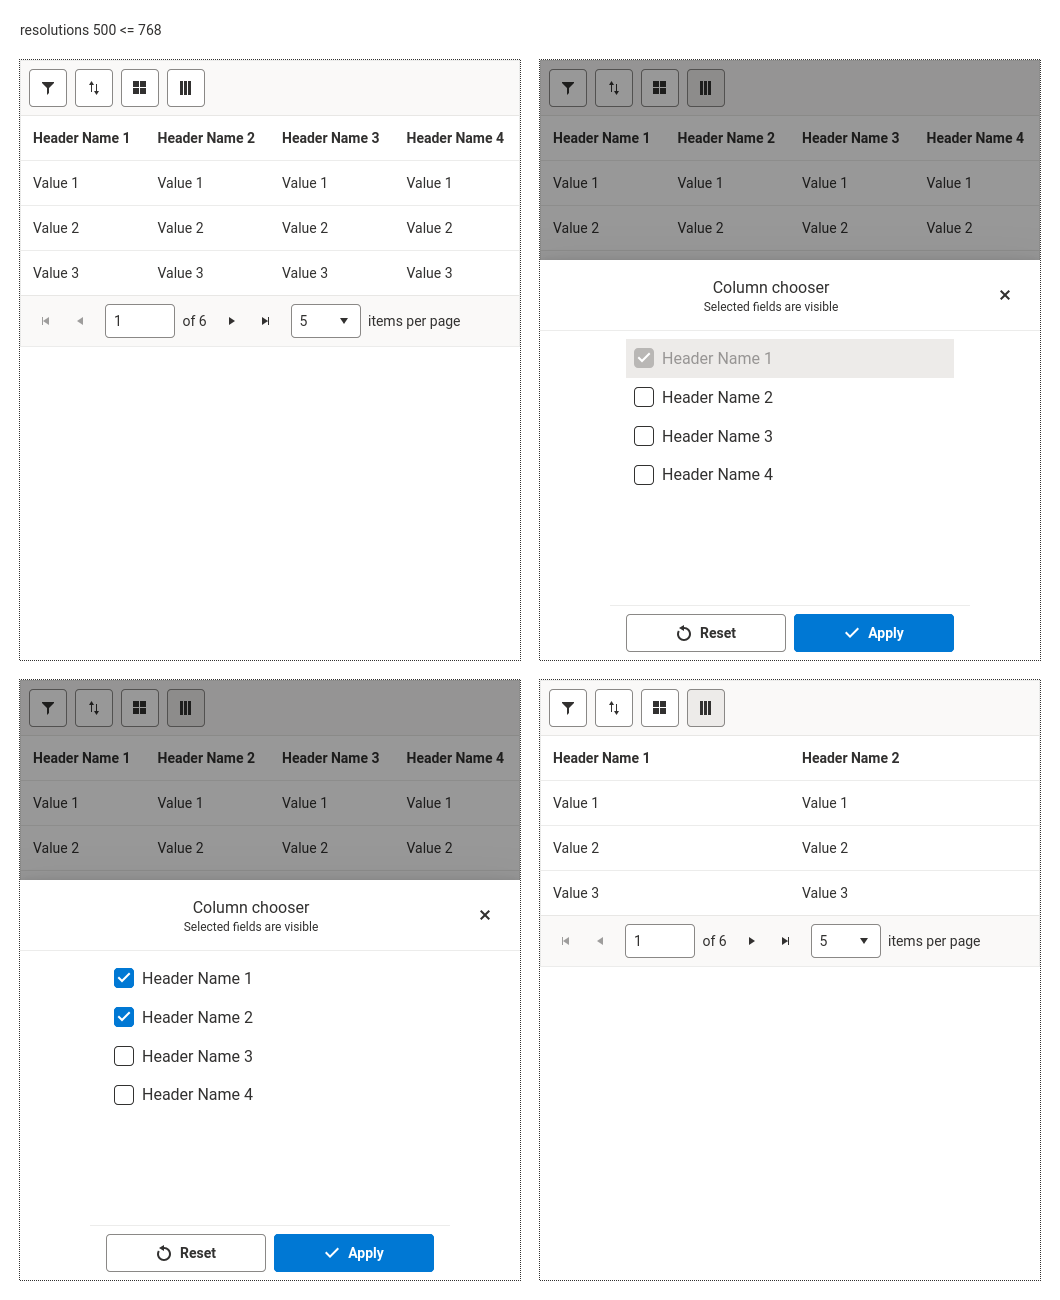 resolutions 500 <= 768
Header Name 1 Header Name 2 Header Name 3 Header Name 4
Value 1 Value 1 Value 1 Value 1
Value 2 Value 2 Value 2 Value 2
Value 3 Value 3 Value 3 Value 3
1 of 6 5 items per page
Header Name 1 Header Name 2 Header Name 3 Header Name 4
Value 1 Value 1 Value 1 Value 1
Value 2 Value 2 Value 2 Value 2
Column chooser
Selected fields are visible
Header Name 1
Header Name 2
Header Name 3
Header Name 4
Reset Apply
Header Name 1 Header Name 2 Header Name 3 Header Name 4
Value 1 Value 1 Value 1 Value 1
Value 2 Value 2 Value 2 Value 2
Column chooser
Selected fields are visible
Header Name 1
Header Name 2
Header Name 3
Header Name 4
Reset Apply
Header Name 1 Header Name 2
Value 1 Value 1
Value 2 Value 2
Value 3 Value 3
1 of 6 5 items per page